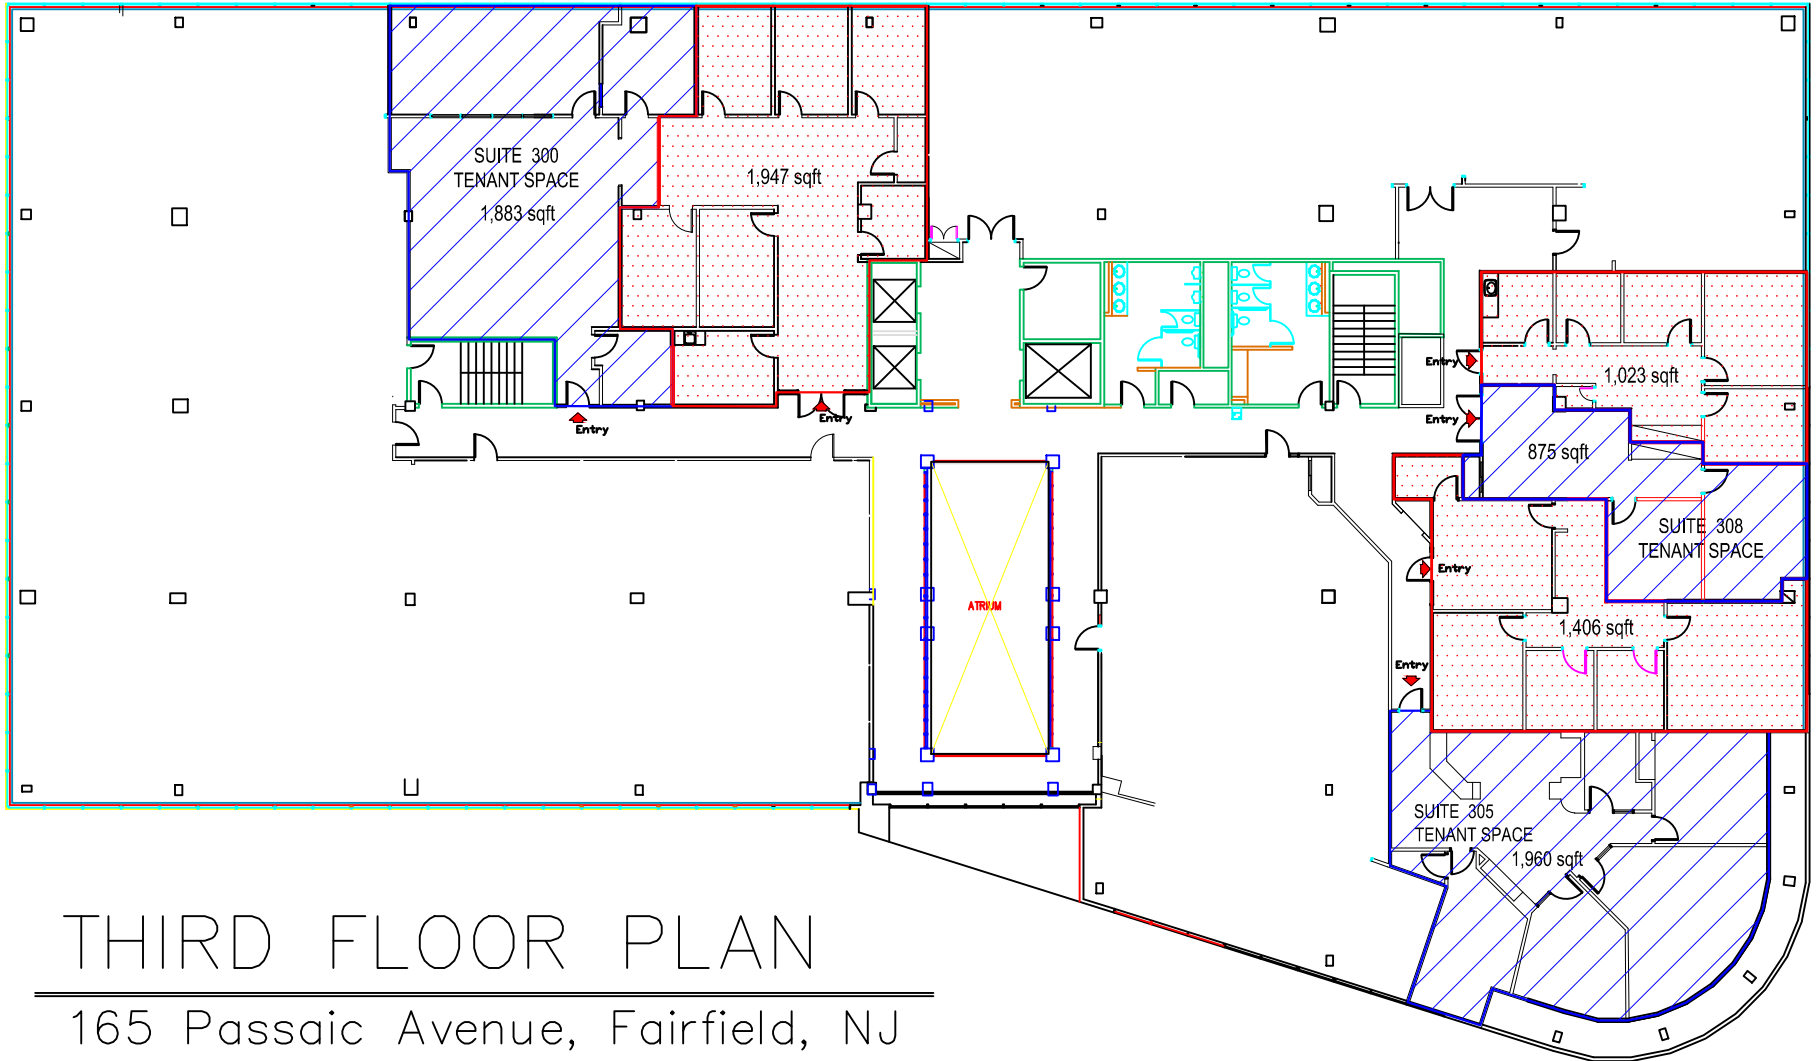 SUITE 300
TENANT SPACE
1,883 sqft
1,947 sqft
Entry
Entry
Entry
1,023 sqft
Entry
875 sqft
SUITE 308
TENANT SPACE
Entry
ATRIUM
1,406 sqft
Entry
SUITE 305
TENANT SPACE
1,960 sqft
THIRD FLOOR PLAN
165 Passaic Avenue, Fairfield, NJ